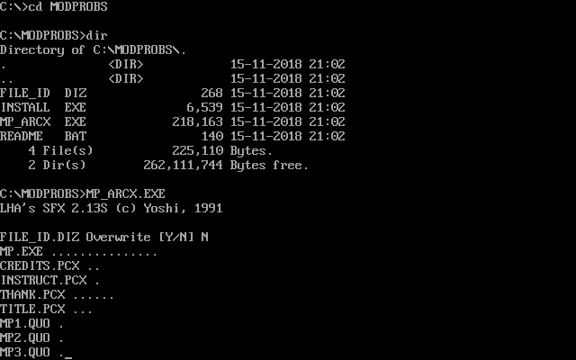 C:\>cd MODPROBS
C:\MODPROBS>dir
Directory of C:\MODPROBS\.
. <DIR> 15-11-2018 21:02
.. <DIR> 15-11-2018 21:02
FILE_ID DIZ 268 15-11-2018 21:02
INSTALL EXE 6,539 15-11-2018 21:02
MP_ARCX EXE 218,163 15-11-2018 21:02
README BAT 140 15-11-2018 21:02
4 File(s) 225,110 Bytes.
2 Dir(s) 262,111,744 Bytes free.
C:\MODPROBS>MP_ARCX.EXE
LHA's SFX 2.13S (c) Yoshi, 1991
FILE_ID.DIZ Overwrite [Y/N] N
MP.EXE ...............
CREDITS.PCX ..
INSTRUCT.PCX .
THANK.PCX ......
TITLE.PCX ...
MP1.QUO .
MP2.QUO .
MP3.QUO ._